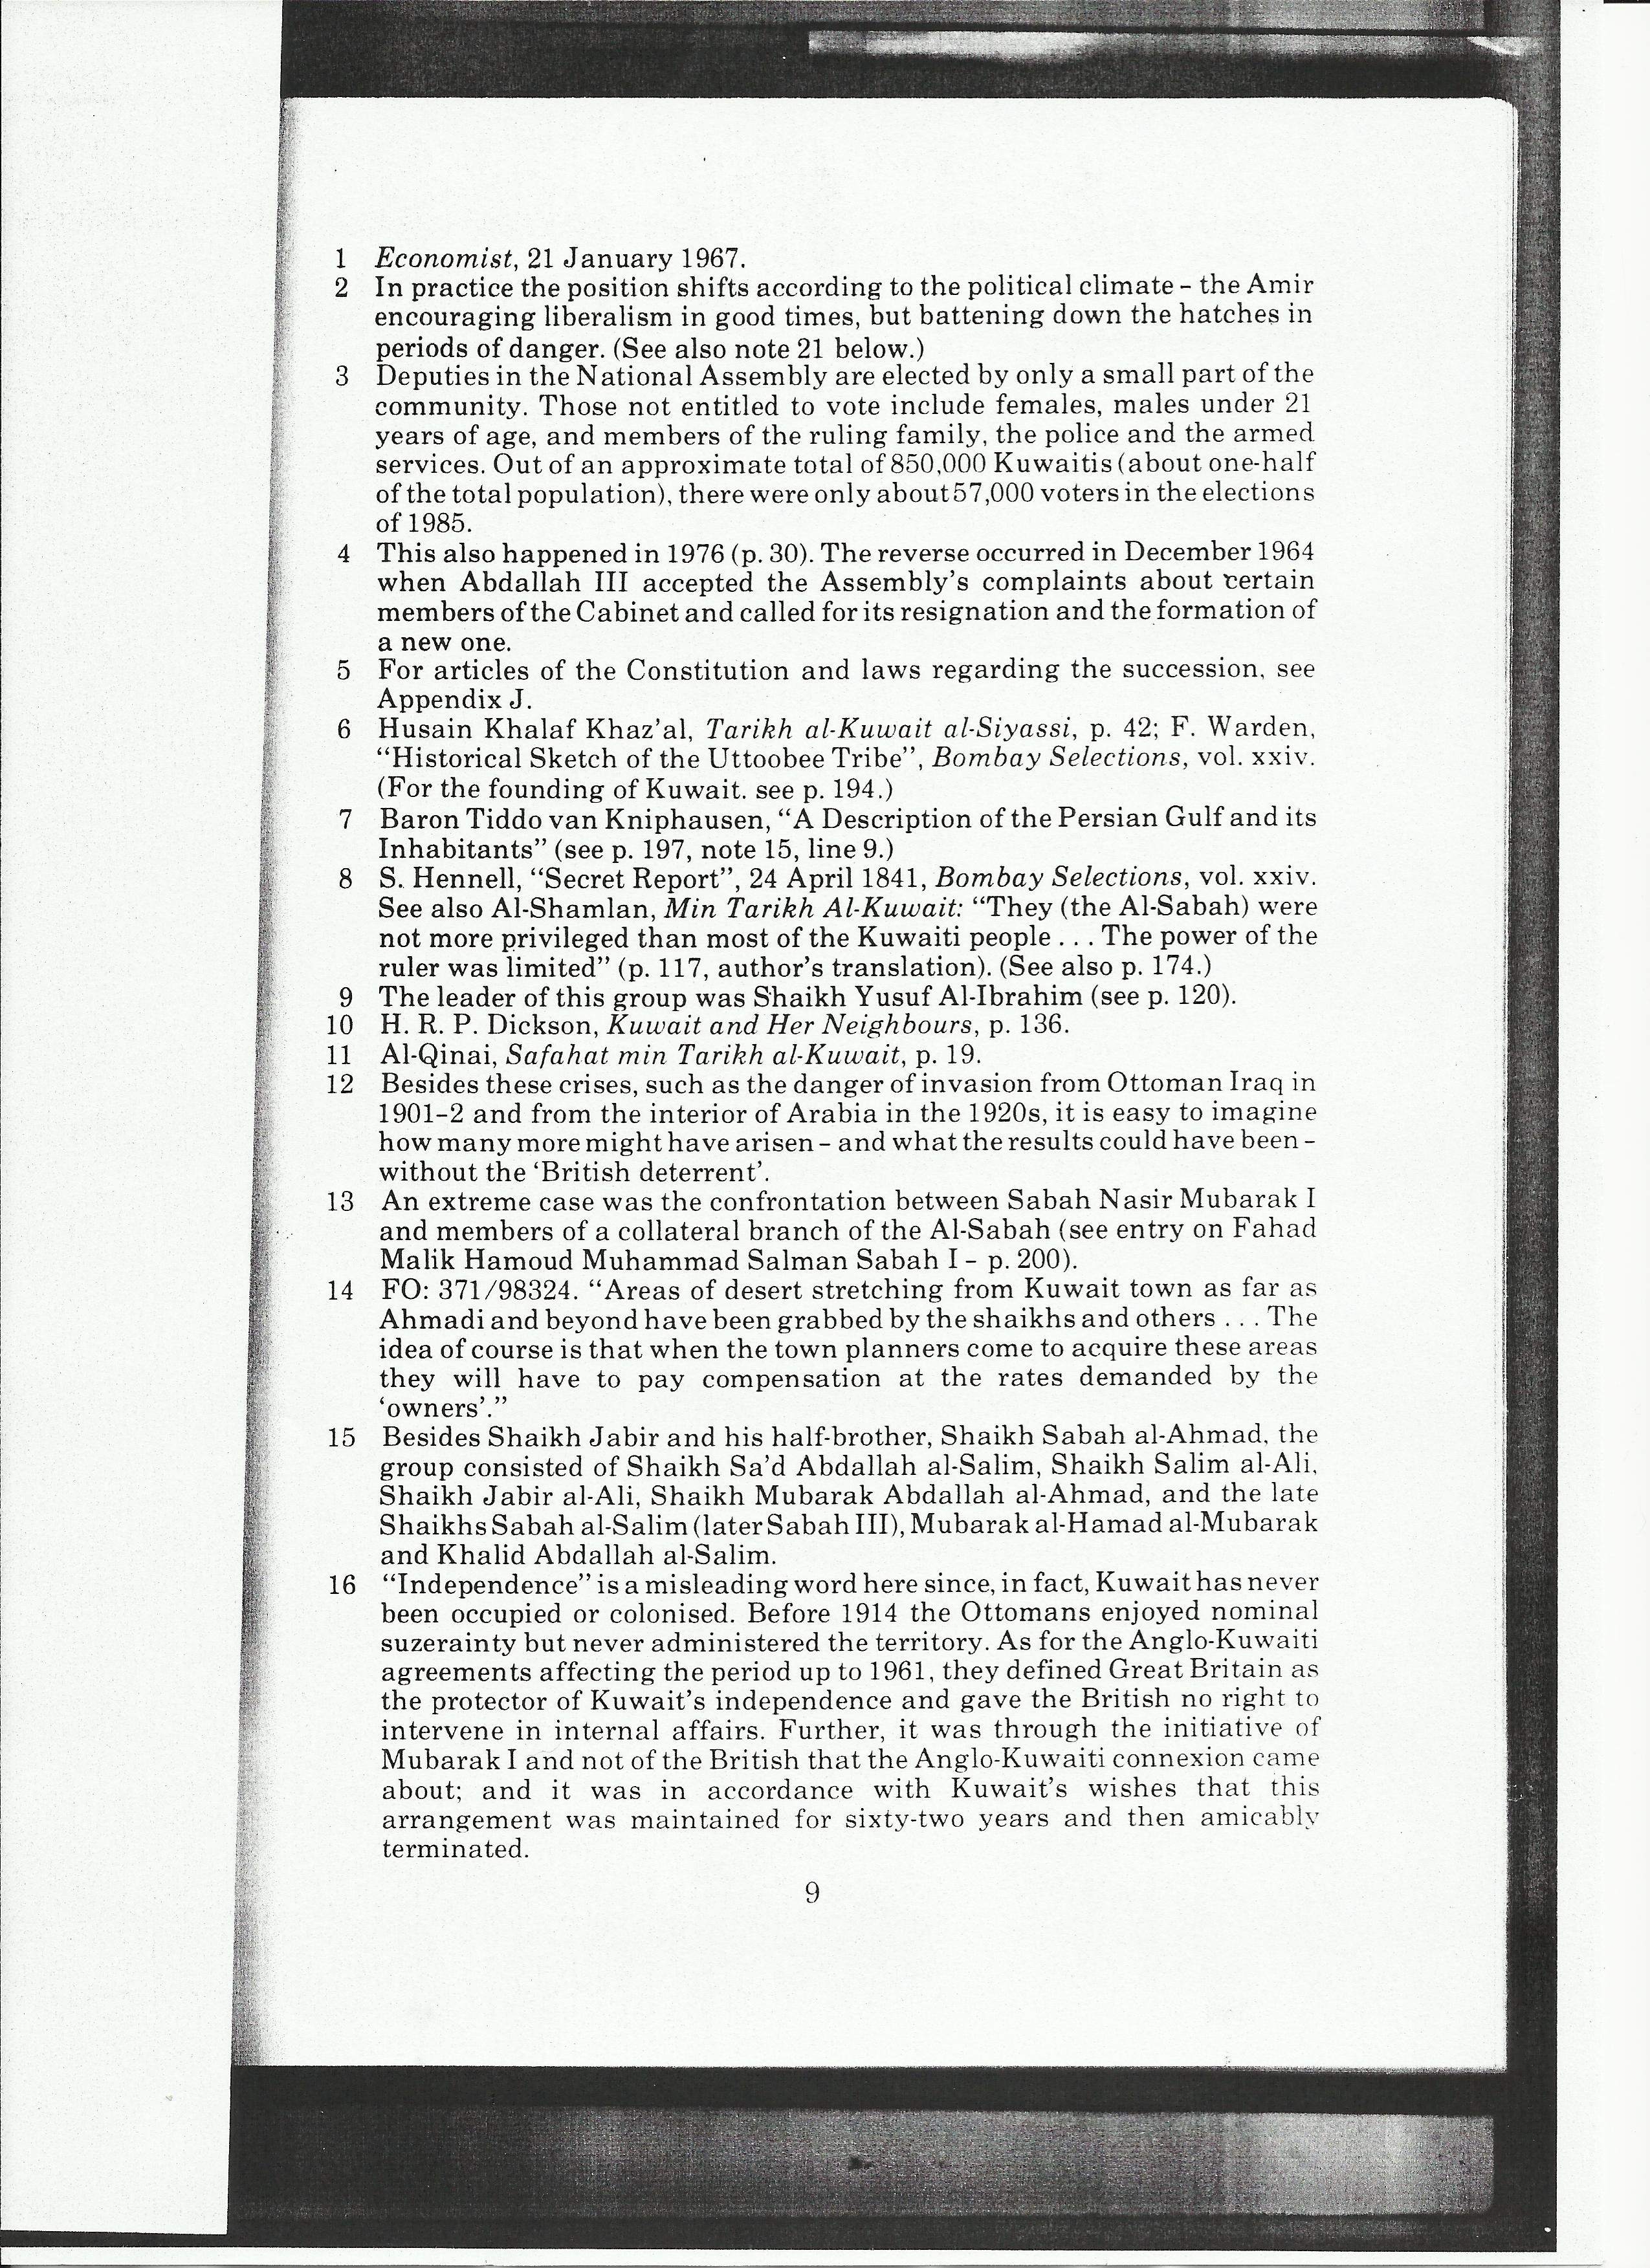 1 Economist, 21 January 1967.
2 In practice the position shifts according to the political climate – the Amir
encouraging liberalism in good times, but battening down the hatches in
periods of danger. (See also note 21 below.)
3 Deputies in the National Assembly are elected by only a small part of the
community. Those not entitled to vote include females, males under 21
years of age, and members of the ruling family, the police and the armed
services. Out of an approximate total of 850,000 Kuwaitis (about one-half
of the total population), there were only about 57,000 voters in the elections
of 1985.
4 This also happened in 1976 (p. 30). The reverse occurred in December 1964
when Abdallah III accepted the Assembly's complaints about certain
members of the Cabinet and called for its resignation and the formation of
a new one.
5 For articles of the Constitution and laws regarding the succession, see
Appendix J.
6 Husain Khalaf Khaz'al, Tarikh al-Kuwait al-Siyassi, p. 42; F. Warden,
“Historical Sketch of the Uttoobee Tribe”, Bombay Selections, vol. xxiv.
(For the founding of Kuwait. see p. 194.)
7 Baron Tiddo van Kniphausen, “A Description of the Persian Gulf and its
Inhabitants” (see p. 197, note 15, line 9.)
8 S. Hennell, “Secret Report”, 24 April 1841, Bombay Selections, vol. xxiv.
See also Al-Shamlan, Min Tarikh Al-Kuwait: “They (the Al-Sabah) were
not more privileged than most of the Kuwaiti people . . . The power of the
ruler was limited” (p. 117, author's translation). (See also p. 174.)
9 The leader of this group was Shaikh Yusuf Al-Ibrahim (see p. 120).
10 H. R. P. Dickson, Kuwait and Her Neighbours, p. 136.
11 Al-Qinai, Safahat min Tarikh al-Kuwait, p. 19.
12 Besides these crises, such as the danger of invasion from Ottoman Iraq in
1901–2 and from the interior of Arabia in the 1920s, it is easy to imagine
how many more might have arisen – and what the results could have been –
without the ‘British deterrent’.
13 An extreme case was the confrontation between Sabah Nasir Mubarak I
and members of a collateral branch of the Al-Sabah (see entry on Fahad
Malik Hamoud Muhammad Salman Sabah I – p. 200).
14 FO: 371/98324. “Areas of desert stretching from Kuwait town as far as
Ahmadi and beyond have been grabbed by the shaikhs and others . . . The
idea of course is that when the town planners come to acquire these areas
they will have to pay compensation at the rates demanded by the
‘owners’.”
15 Besides Shaikh Jabir and his half-brother, Shaikh Sabah al-Ahmad, the
group consisted of Shaikh Sa'd Abdallah al-Salim, Shaikh Salim al-Ali,
Shaikh Jabir al-Ali, Shaikh Mubarak Abdallah al-Ahmad, and the late
Shaikhs Sabah al-Salim (later Sabah III), Mubarak al-Hamad al-Mubarak
and Khalid Abdallah al-Salim.
16 “Independence” is a misleading word here since, in fact, Kuwait has never
been occupied or colonised. Before 1914 the Ottomans enjoyed nominal
suzerainty but never administered the territory. As for the Anglo-Kuwaiti
agreements affecting the period up to 1961, they defined Great Britain as
the protector of Kuwait's independence and gave the British no right to
intervene in internal affairs. Further, it was through the initiative of
Mubarak I and not of the British that the Anglo-Kuwaiti connexion came
about; and it was in accordance with Kuwait's wishes that this
arrangement was maintained for sixty-two years and then amicably
terminated.
9